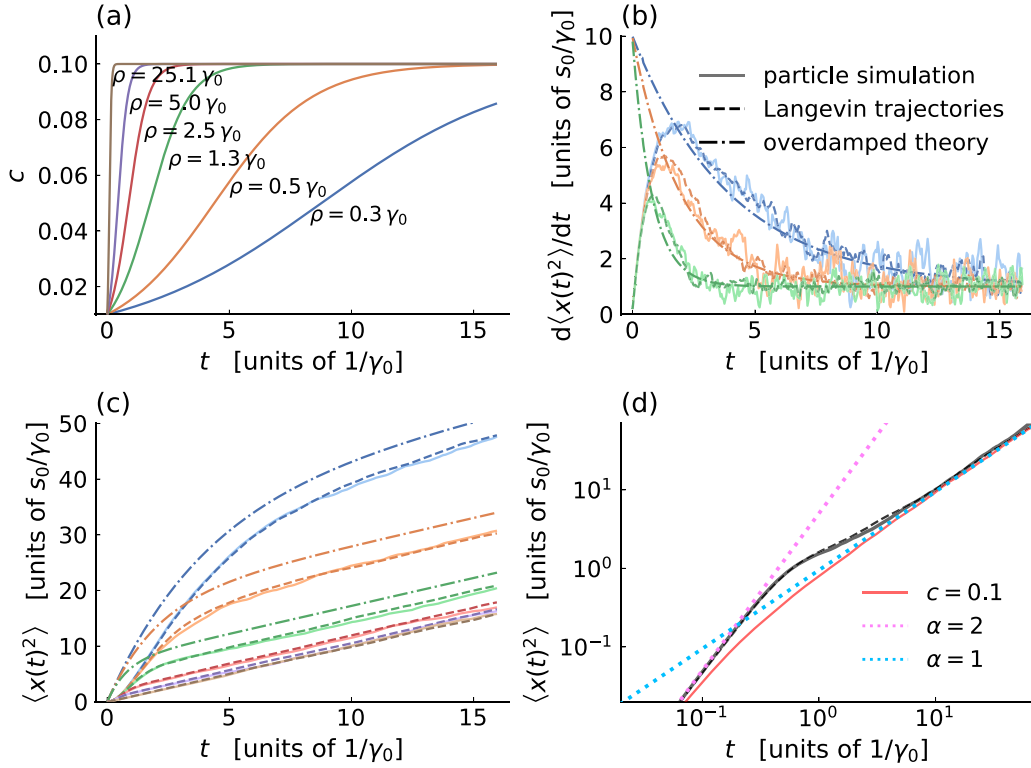 (a)
0.10
0.08
0.06
0.04
0.02
c
ρ = 25.1 γ₀
ρ = 5.0 γ₀
ρ = 2.5 γ₀
ρ = 1.3 γ₀
ρ = 0.5 γ₀
ρ = 0.3 γ₀
0 5 10 15
t [units of 1/γ₀]
(b)
10
8
6
4
2
0
d⟨x(t)²⟩/dt [units of s₀/γ₀]
particle simulation
Langevin trajectories
overdamped theory
0 5 10 15
t [units of 1/γ₀]
(c)
50
40
30
20
10
0
⟨x(t)²⟩ [units of s₀/γ₀]
0 5 10 15
t [units of 1/γ₀]
(d)
10¹
10⁰
10⁻¹
⟨x(t)²⟩ [units of s₀/γ₀]
c = 0.1
α = 2
α = 1
10⁻¹ 10⁰ 10¹
t [units of 1/γ₀]